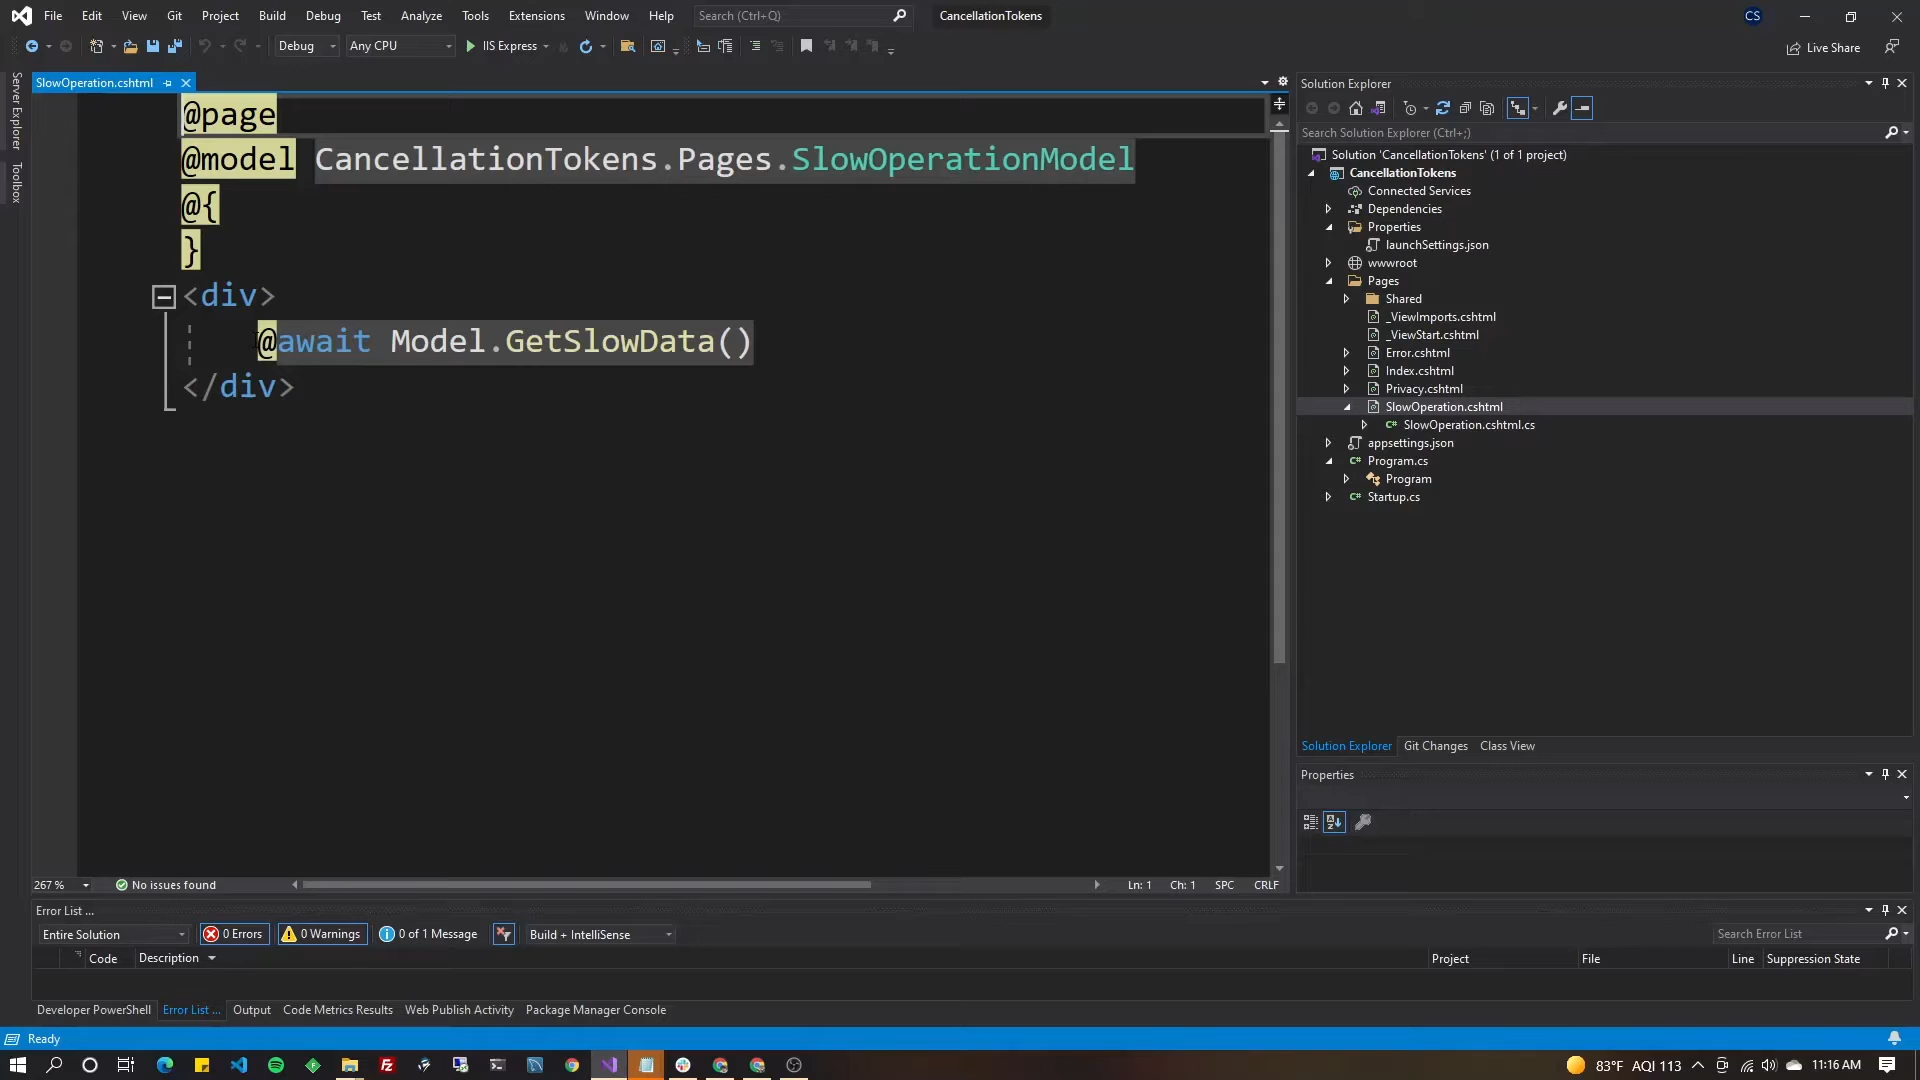 File Edit View Git Project Build Debug Test Analyze Tools Extensions Window Help Search (Ctrl+Q) CancellationTokens CS
Debug Any CPU IIS Express Live Share
Server Explorer
Toolbox
SlowOperation.cshtml
@page
@model CancellationTokens.Pages.SlowOperationModel
@{
}
<div>
@await Model.GetSlowData()
</div>
267 % No issues found Ln: 1 Ch: 1 SPC CRLF
Solution Explorer
Search Solution Explorer (Ctrl+;)
Solution 'CancellationTokens' (1 of 1 project)
CancellationTokens
Connected Services
Dependencies
Properties
launchSettings.json
wwwroot
Pages
Shared
_ViewImports.cshtml
_ViewStart.cshtml
Error.cshtml
Index.cshtml
Privacy.cshtml
SlowOperation.cshtml
C# SlowOperation.cshtml.cs
appsettings.json
C# Program.cs
Program
C# Startup.cs
Solution Explorer Git Changes Class View
Properties
Error List ...
Entire Solution 0 Errors 0 Warnings 0 of 1 Message Build + IntelliSense Search Error List
Code Description Project File Line Suppression State
Developer PowerShell Error List ... Output Code Metrics Results Web Publish Activity Package Manager Console
Ready
83°F AQI 113 11:16 AM